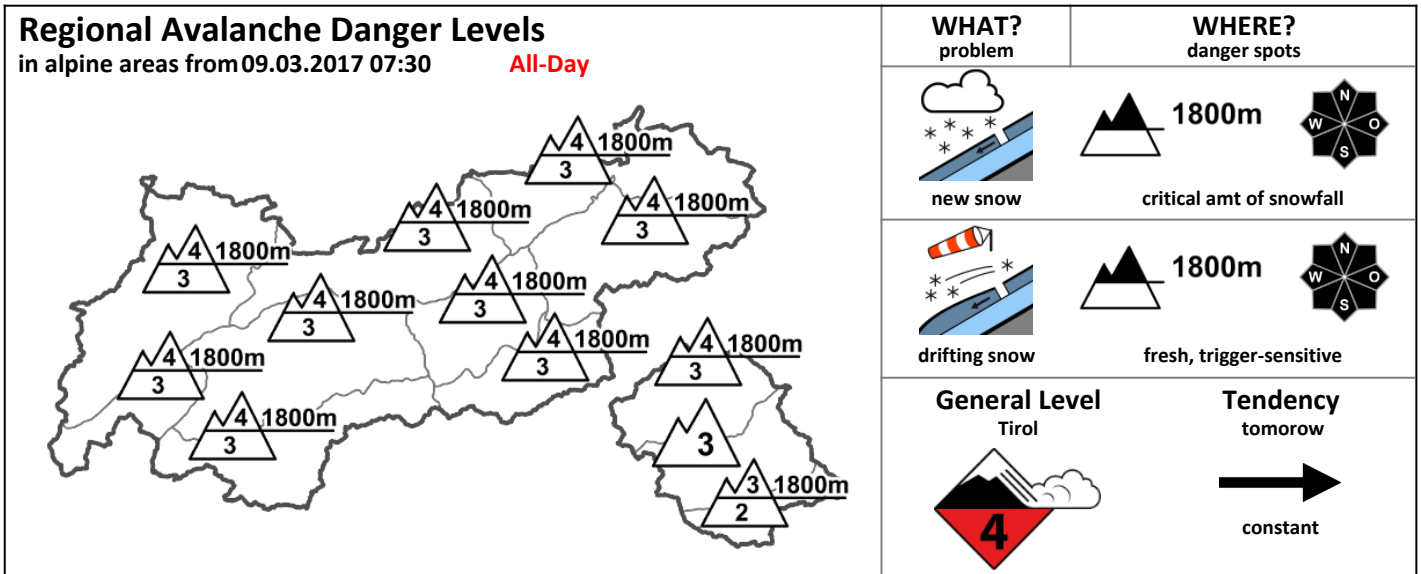 Regional Avalanche Danger Levels
in alpine areas from 09.03.2017 07:30 All-Day
4 1800m
3
4 1800m
3
4 1800m
3
4 1800m
3
4 1800m
3
4 1800m
3
4 1800m
3
4 1800m
3
4 1800m
3
4 1800m
3
3
3 1800m
2
WHAT?
problem
WHERE?
danger spots
new snow
1800m
N
W O
S
critical amt of snowfall
drifting snow
1800m
N
W O
S
fresh, trigger-sensitive
General Level
Tirol
4
Tendency
tomorow
constant